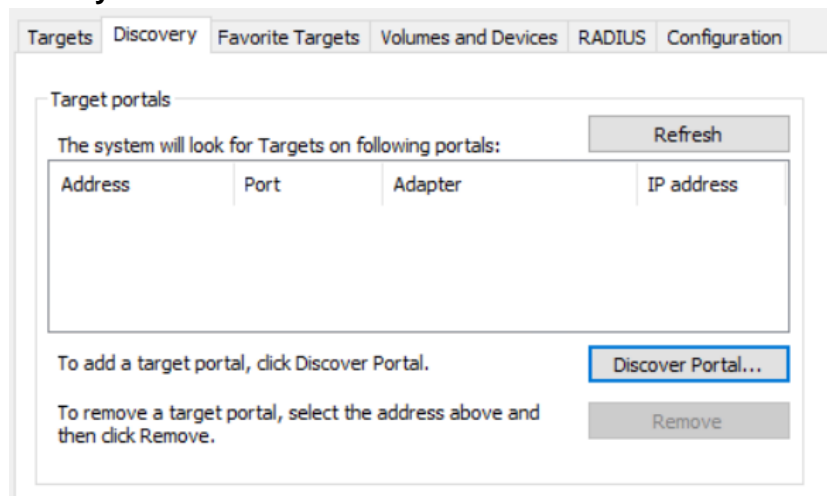 Targets Discovery Favorite Targets Volumes and Devices RADIUS Configuration
Target portals
The system will look for Targets on following portals:
Refresh
Address Port Adapter IP address
To add a target portal, click Discover Portal.
Discover Portal...
To remove a target portal, select the address above and
then click Remove.
Remove